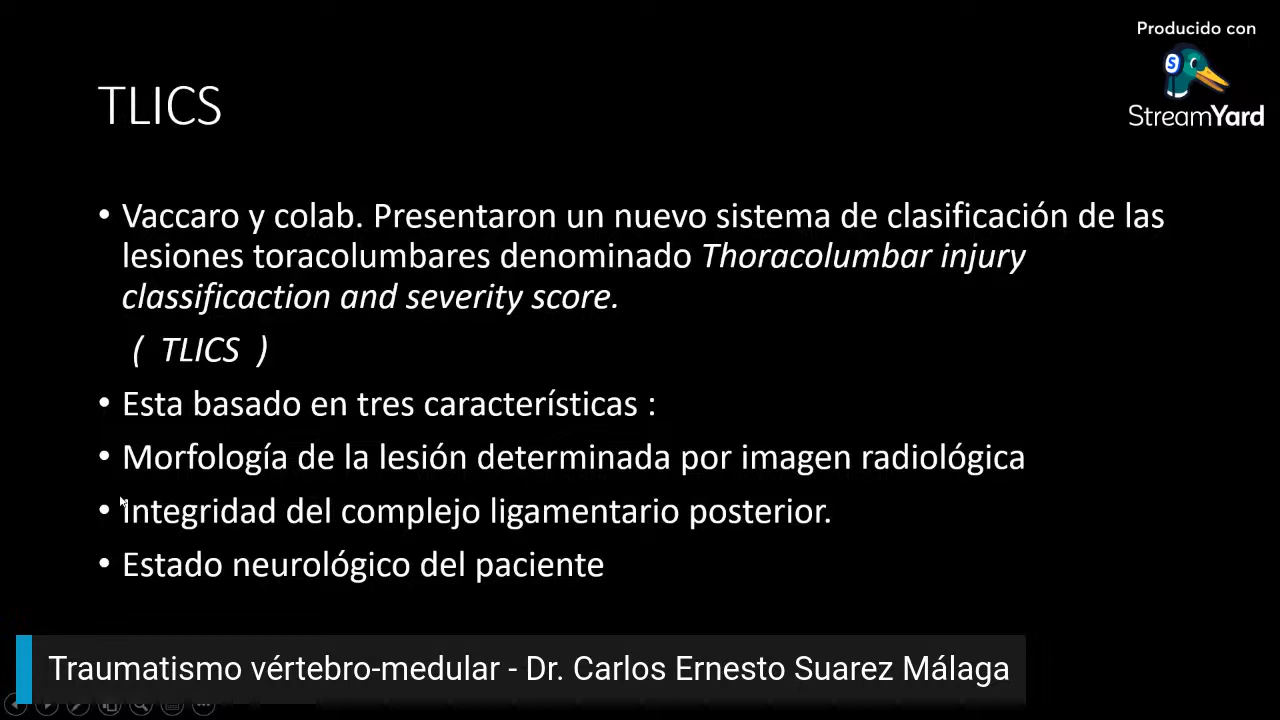 Producido con
StreamYard
TLICS
• Vaccaro y colab. Presentaron un nuevo sistema de clasificación de las
lesiones toracolumbares denominado Thoracolumbar injury
classificaction and severity score.
( TLICS )
• Esta basado en tres características :
• Morfología de la lesión determinada por imagen radiológica
• Integridad del complejo ligamentario posterior.
• Estado neurológico del paciente
Traumatismo vértebro-medular - Dr. Carlos Ernesto Suarez Málaga